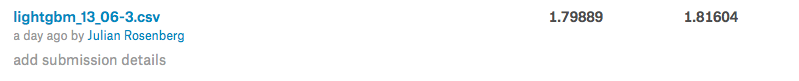 lightgbm_13_06-3.csv 1.79889 1.81604
a day ago by Julian Rosenberg
add submission details